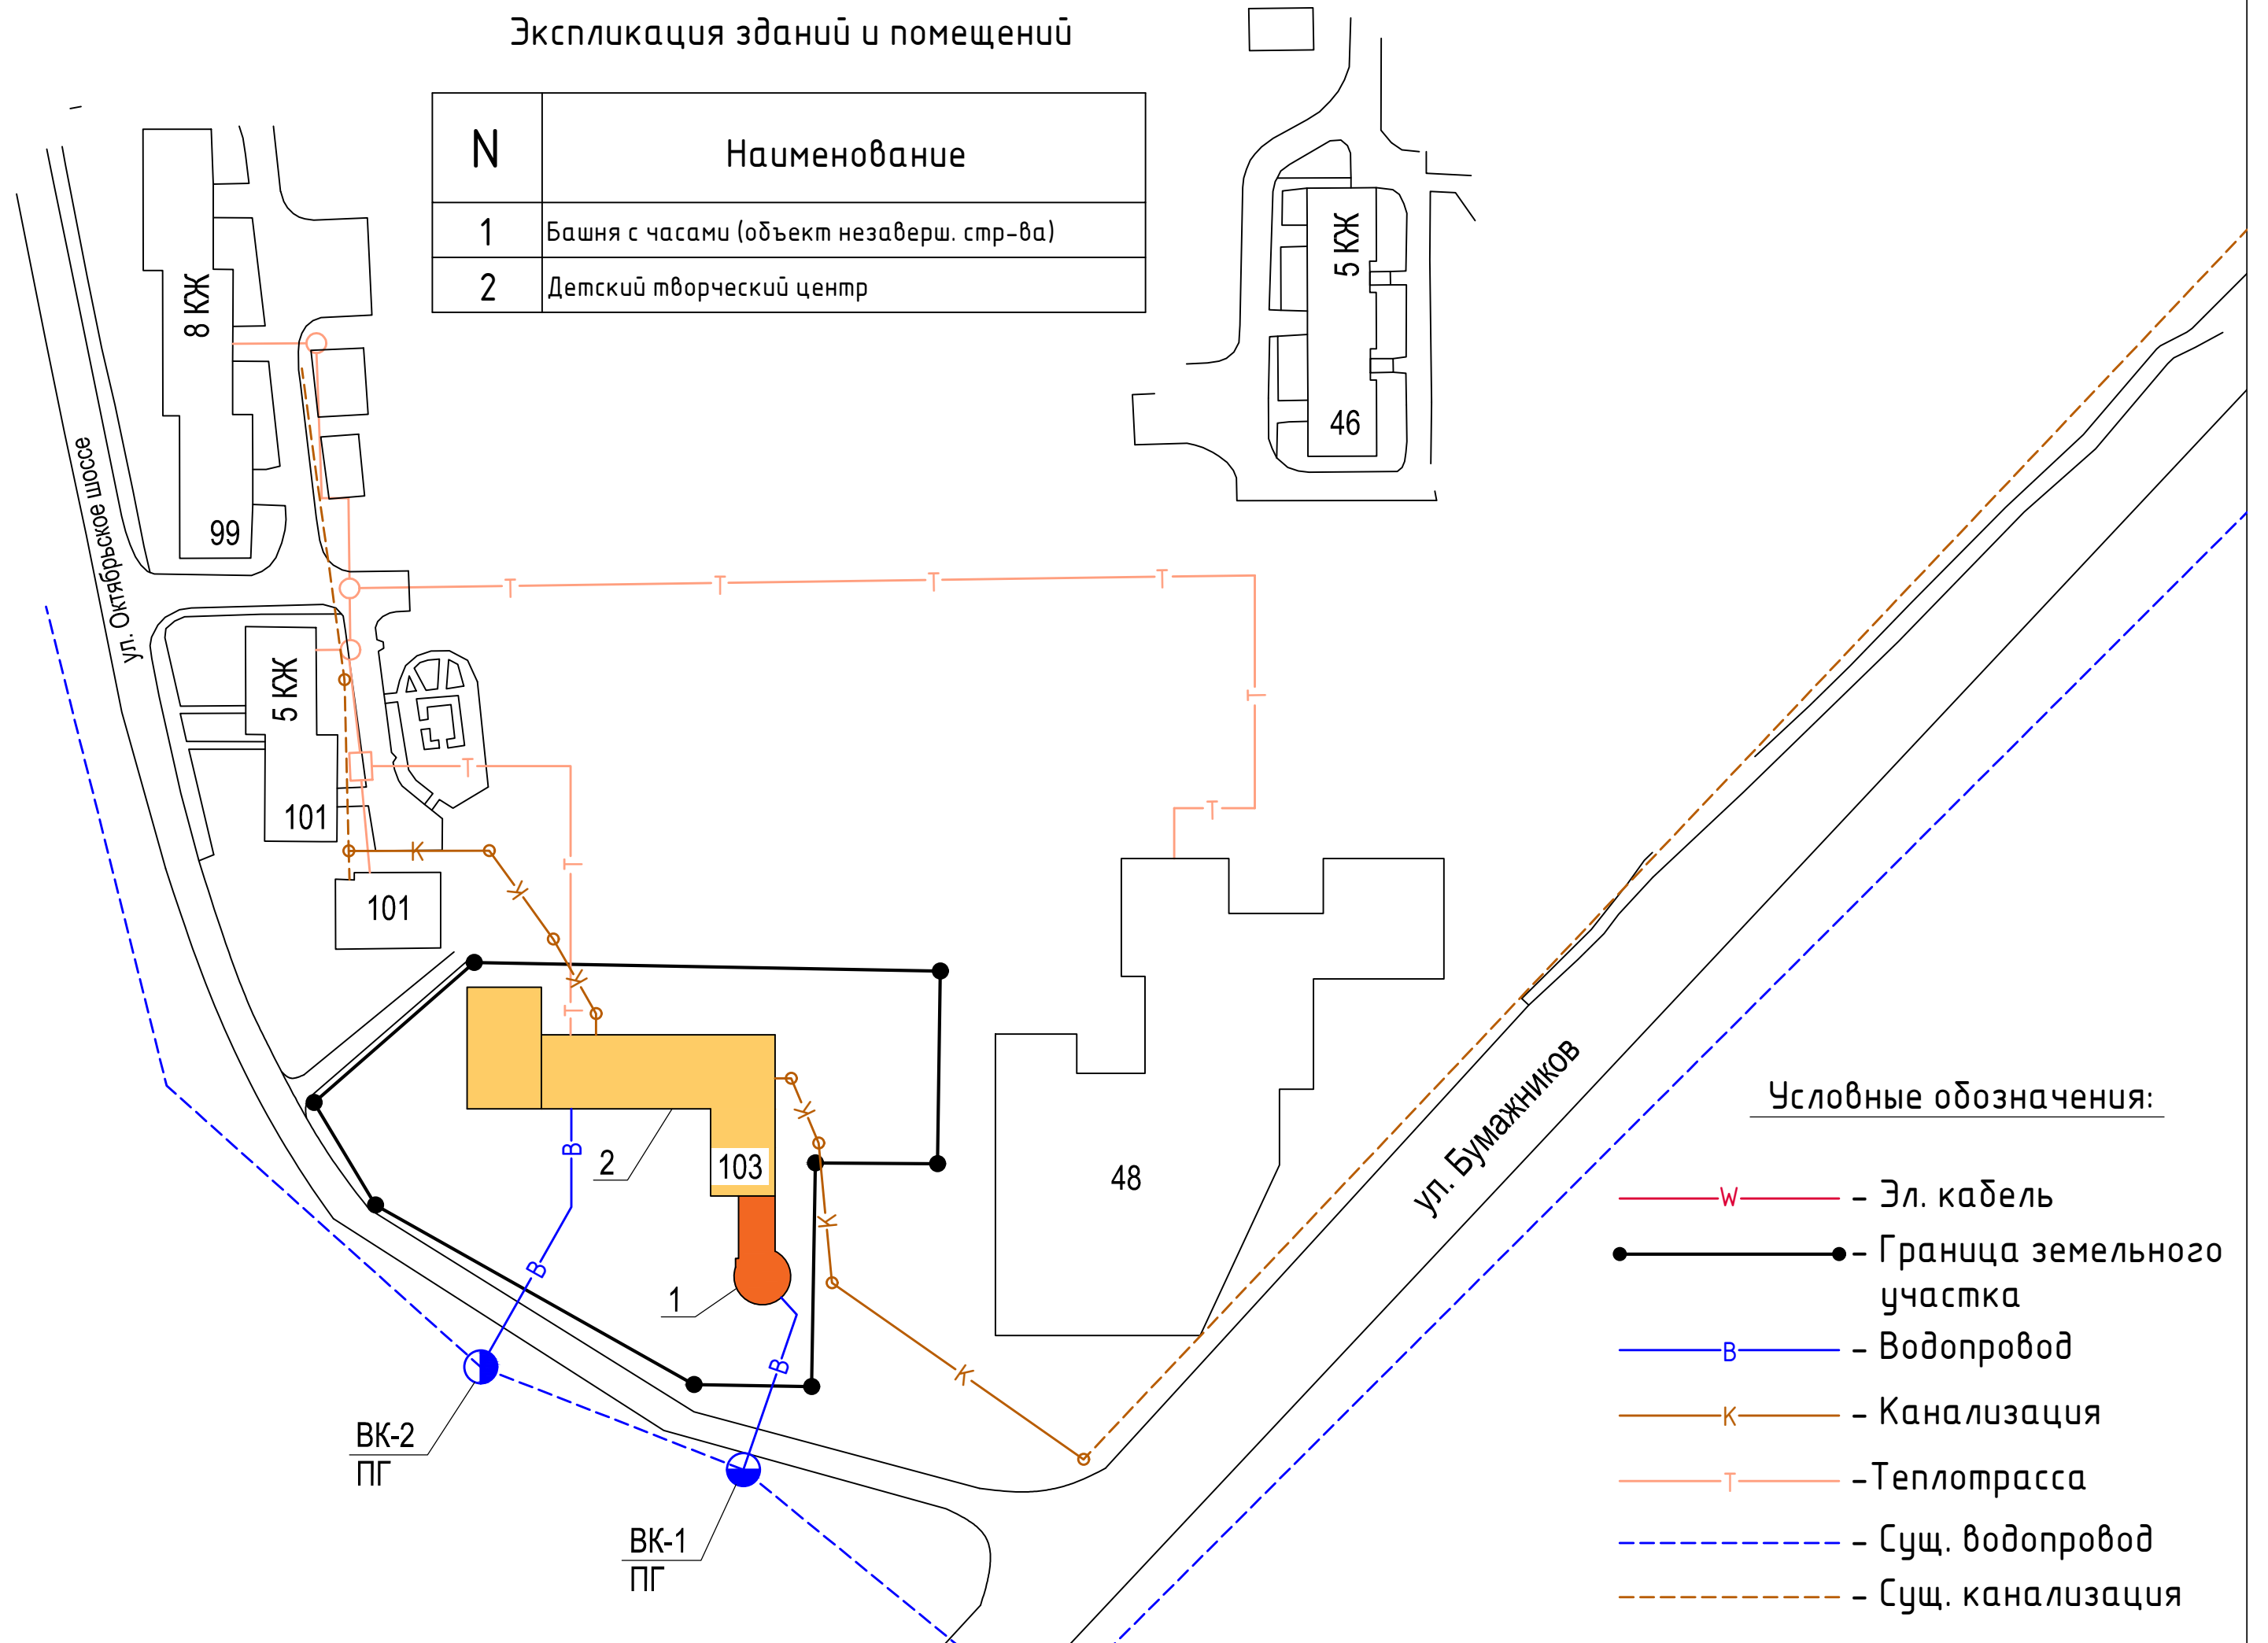 Экспликация зданий и помещений
N
Наименование
1
Башня с часами (объект незаверш. стр-ва)
2
Детский творческий центр
8 КЖ
99
5 КЖ
46
ул. Октябрьское шоссе
Т
Т
Т
Т
Т
Т
5 КЖ
101
Т
Т
К
К
К
Т
101
103
К
К
К
В
В
В
2
1
48
ул. Бумажников
ВК-2
ПГ
ВК-1
ПГ
Условные обозначения:
W
- Эл. кабель
- Граница земельного
участка
В
- Водопровод
К
- Канализация
Т
-Теплотрасса
- Сущ. водопровод
- Сущ. канализация